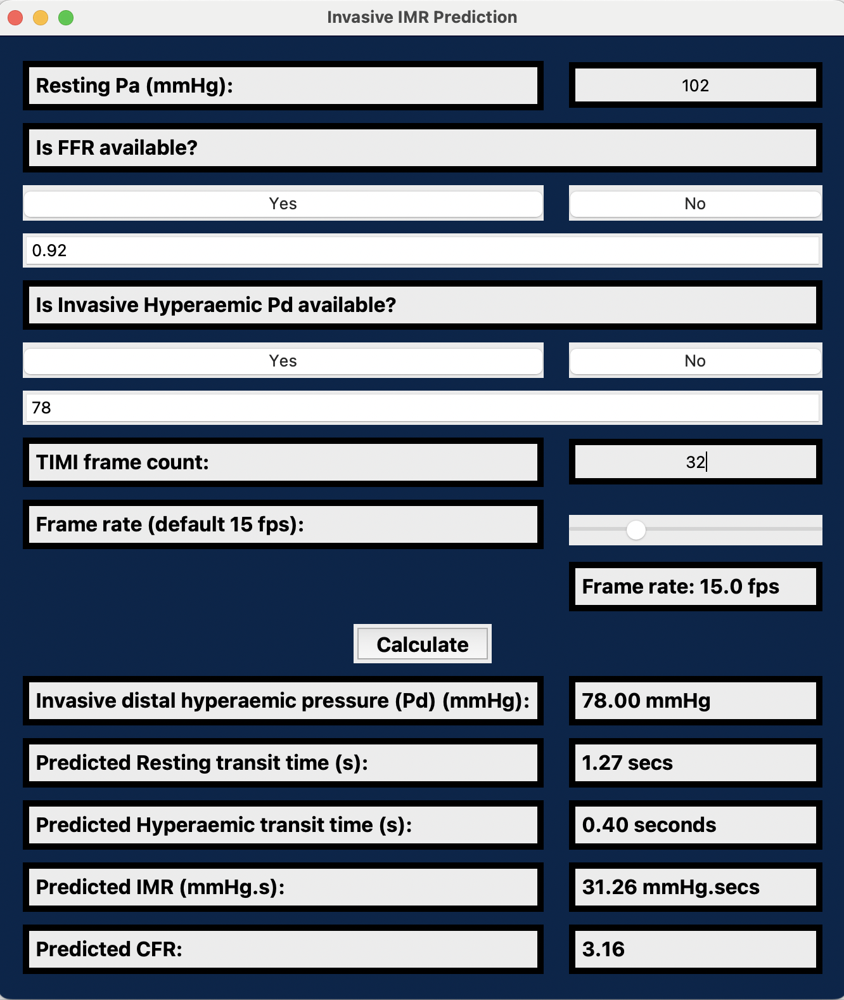 Invasive IMR Prediction
Resting Pa (mmHg): 102
Is FFR available?
Yes No
0.92
Is Invasive Hyperaemic Pd available?
Yes No
78
TIMI frame count: 32
Frame rate (default 15 fps):
Frame rate: 15.0 fps
Calculate
Invasive distal hyperaemic pressure (Pd) (mmHg): 78.00 mmHg
Predicted Resting transit time (s): 1.27 secs
Predicted Hyperaemic transit time (s): 0.40 seconds
Predicted IMR (mmHg.s): 31.26 mmHg.secs
Predicted CFR: 3.16